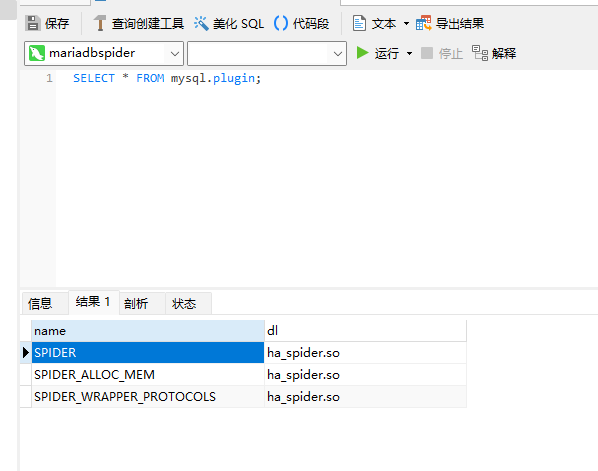 保存 查询创建工具 美化 SQL 代码段 文本 导出结果
mariadbspider 运行 停止 解释
1 SELECT * FROM mysql.plugin;
信息 结果 1 剖析 状态
name dl
SPIDER ha_spider.so
SPIDER_ALLOC_MEM ha_spider.so
SPIDER_WRAPPER_PROTOCOLS ha_spider.so